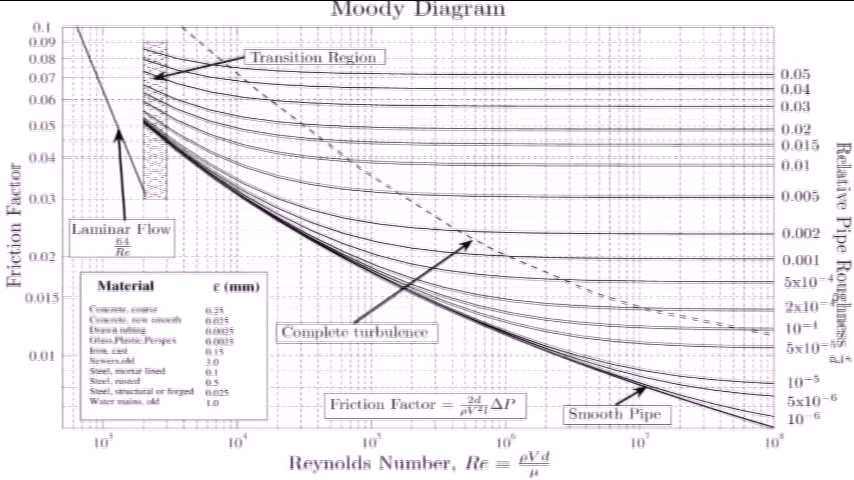 Moody Diagram
Transition Region
Laminar Flow
64
Re
Complete turbulence
Smooth Pipe
Friction Factor = 2d/ρV²l ΔP
Friction Factor
0.1
0.09
0.08
0.07
0.06
0.05
0.04
0.03
0.02
0.015
0.01
Material ε (mm)
Concrete, coarse 0.25
Concrete, new smooth 0.025
Drawn tubing 0.0025
Glass,Plastic,Perspex 0.0025
Iron, cast 0.15
Sewers,old 3.0
Steel, mortar lined 0.1
Steel, rusted 0.5
Steel, structural or forged 0.025
Water mains, old 1.0
0.05
0.04
0.03
0.02
0.015
0.01
0.005
0.002
0.001
5x10⁻⁴
2x10⁻⁴
10⁻⁴
5x10⁻⁵
10⁻⁵
5x10⁻⁶
10⁻⁶
Relative Pipe Roughness ε/d
10³ 10⁴ 10⁵ 10⁶ 10⁷ 10⁸
Reynolds Number, Re = ρVd/μ